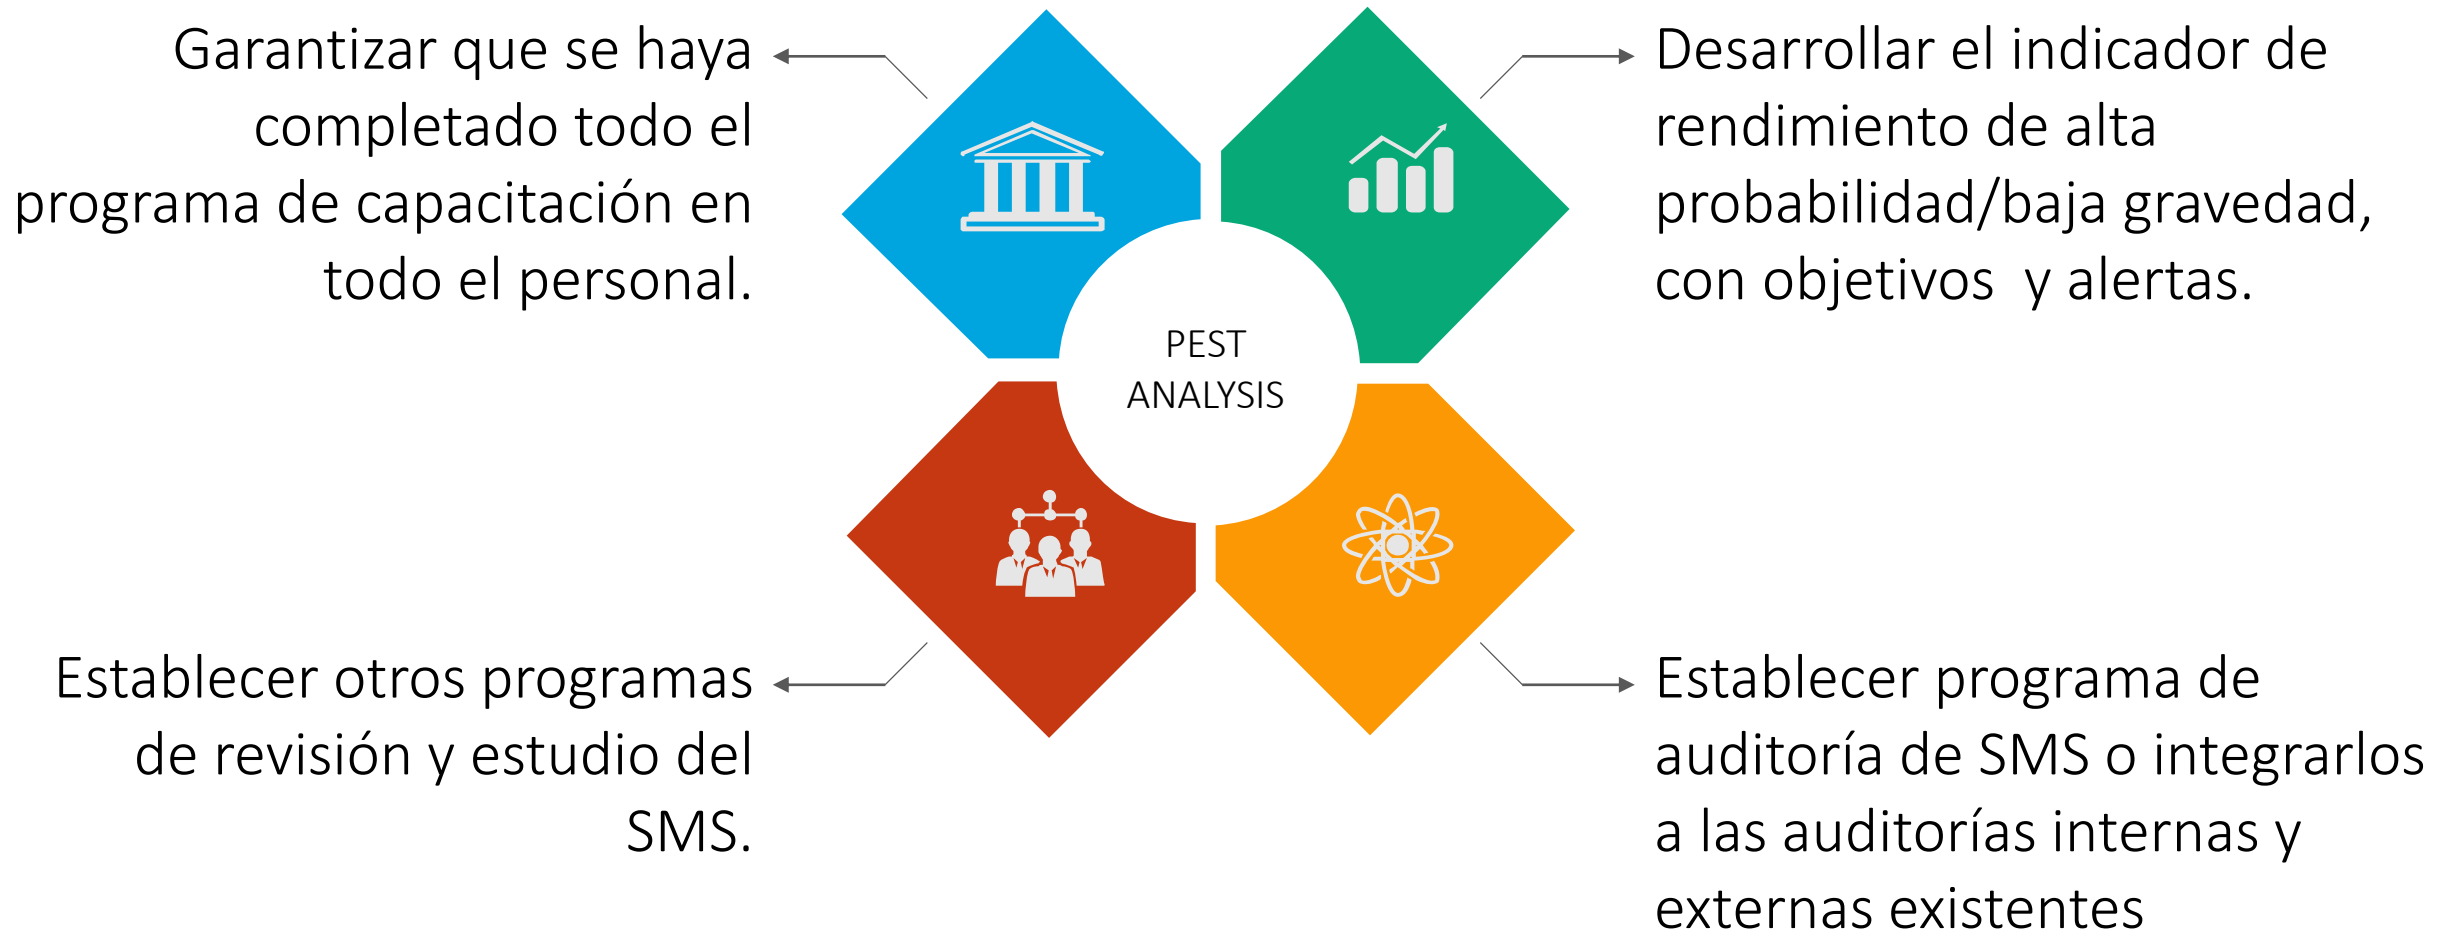 Garantizar que se haya
completado todo el
programa de capacitación en
todo el personal.
Desarrollar el indicador de
rendimiento de alta
probabilidad/baja gravedad,
con objetivos  y alertas.
PEST
ANALYSIS
Establecer otros programas
de revisión y estudio del
SMS.
Establecer programa de
auditoría de SMS o integrarlos
a las auditorías internas y
externas existentes